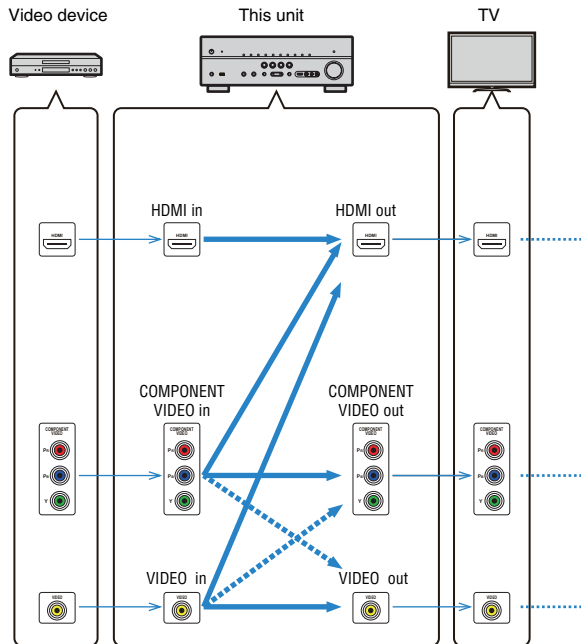 Video device This unit TV
HDMI in HDMI out
HDMI HDMI HDMI HDMI
COMPONENT
VIDEO in
COMPONENT
VIDEO out
COMPONENT
VIDEO
PR
PB
Y
COMPONENT
VIDEO
PR
PB
Y
COMPONENT
VIDEO
PR
PB
Y
COMPONENT
VIDEO
PR
PB
Y
VIDEO in VIDEO out
VIDEO VIDEO VIDEO VIDEO